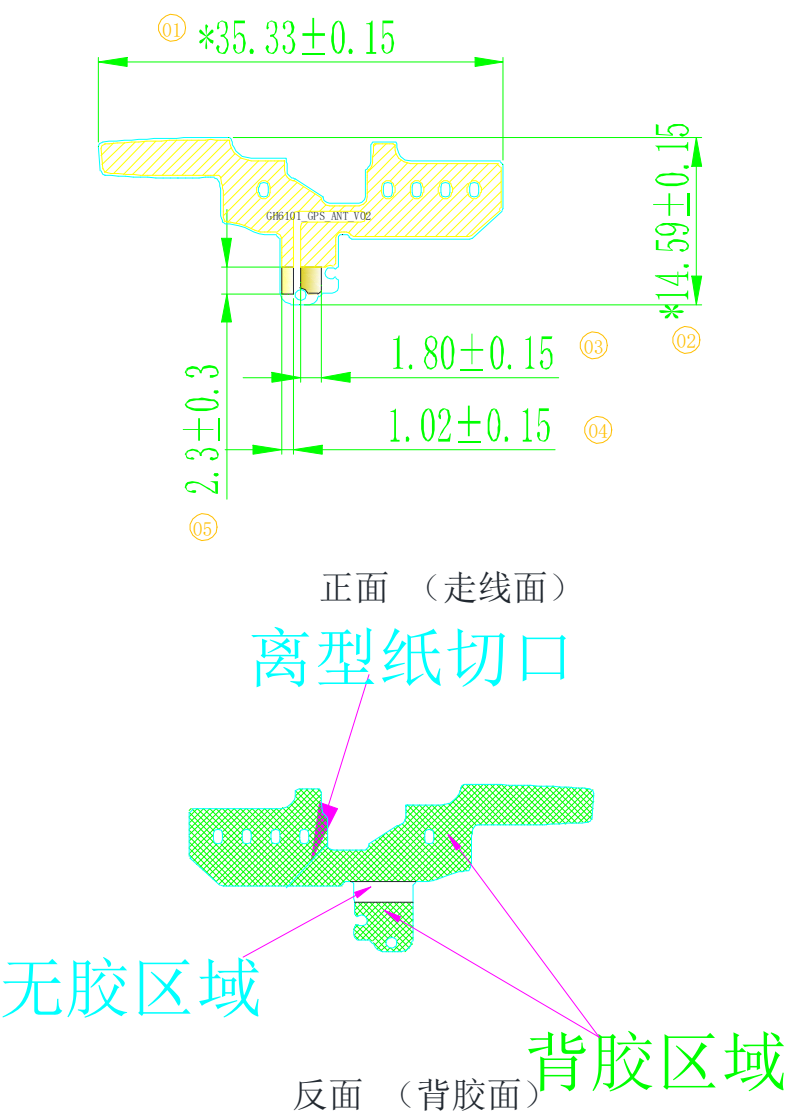 01 *35.33±0.15
*14.59±0.15
02
GH6101_GPS_ANT_V02
1.80±0.15 03
1.02±0.15 04
2.3±0.3
05
正面 （走线面）
离型纸切口
无胶区域
背胶区域
反面 （背胶面）